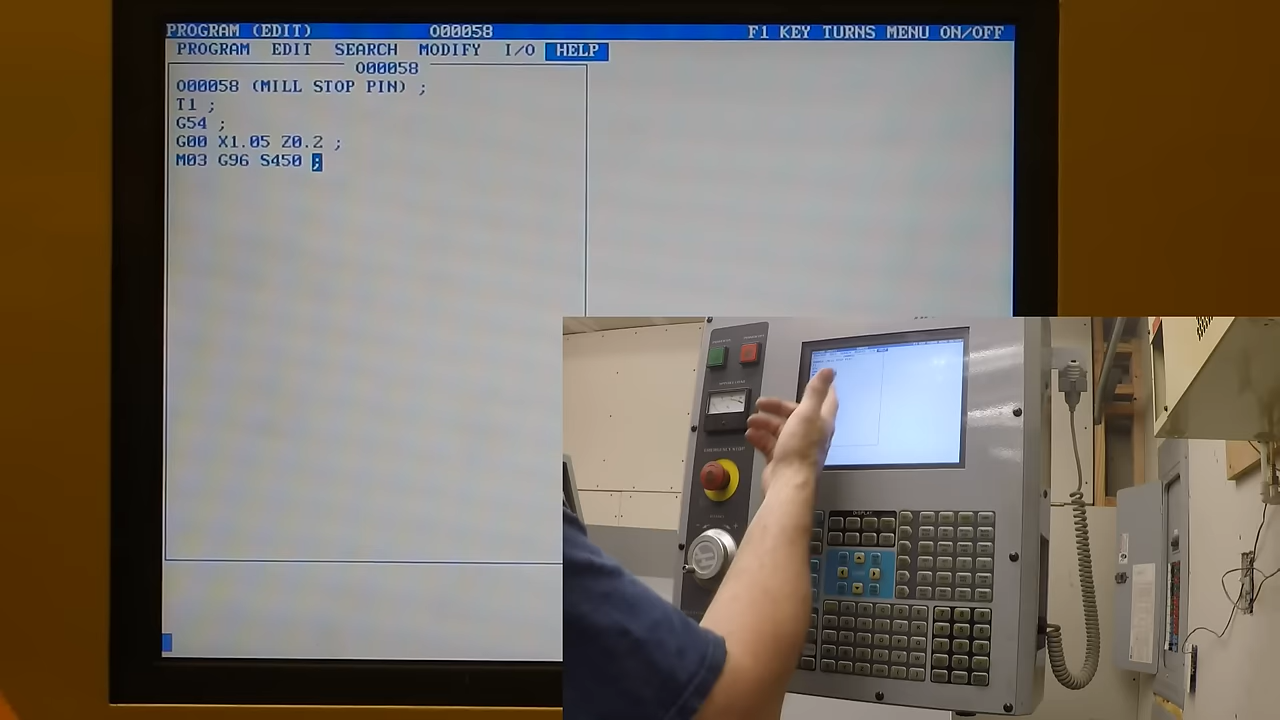 PROGRAM (EDIT) O00058 F1 KEY TURNS MENU ON/OFF
PROGRAM EDIT SEARCH MODIFY I/O HELP
O00058
O00058 (MILL STOP PIN) ;
T1 ;
G54 ;
G00 X1.05 Z0.2 ;
M03 G96 S450 ;